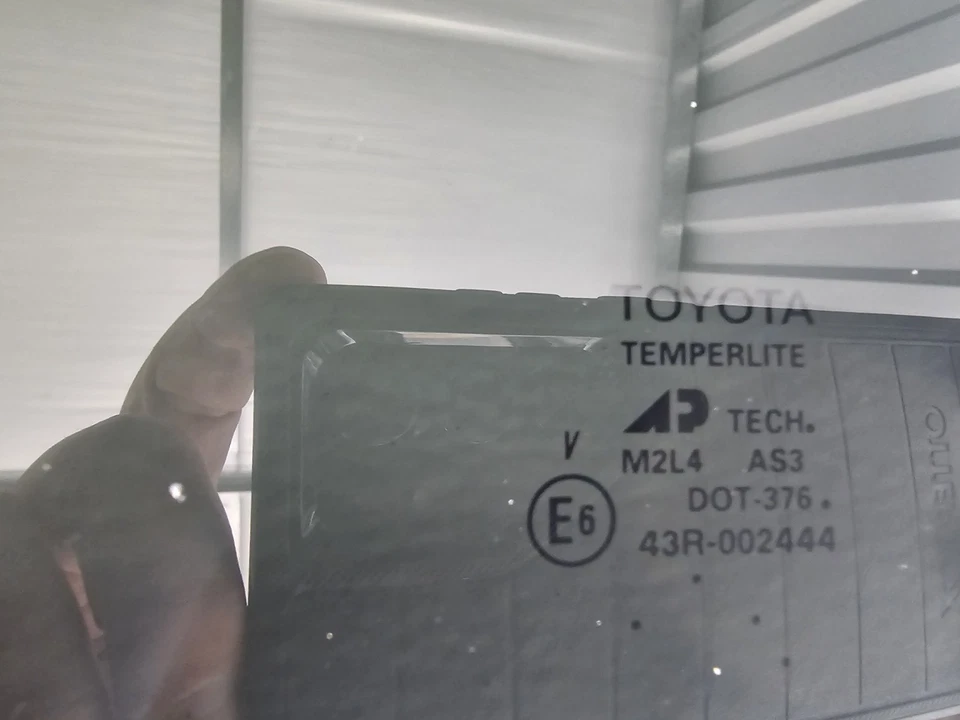 TOYOTA
TEMPERLITE
AP TECH.
V M2L4 AS3
DOT-376.
E6 43R-002444